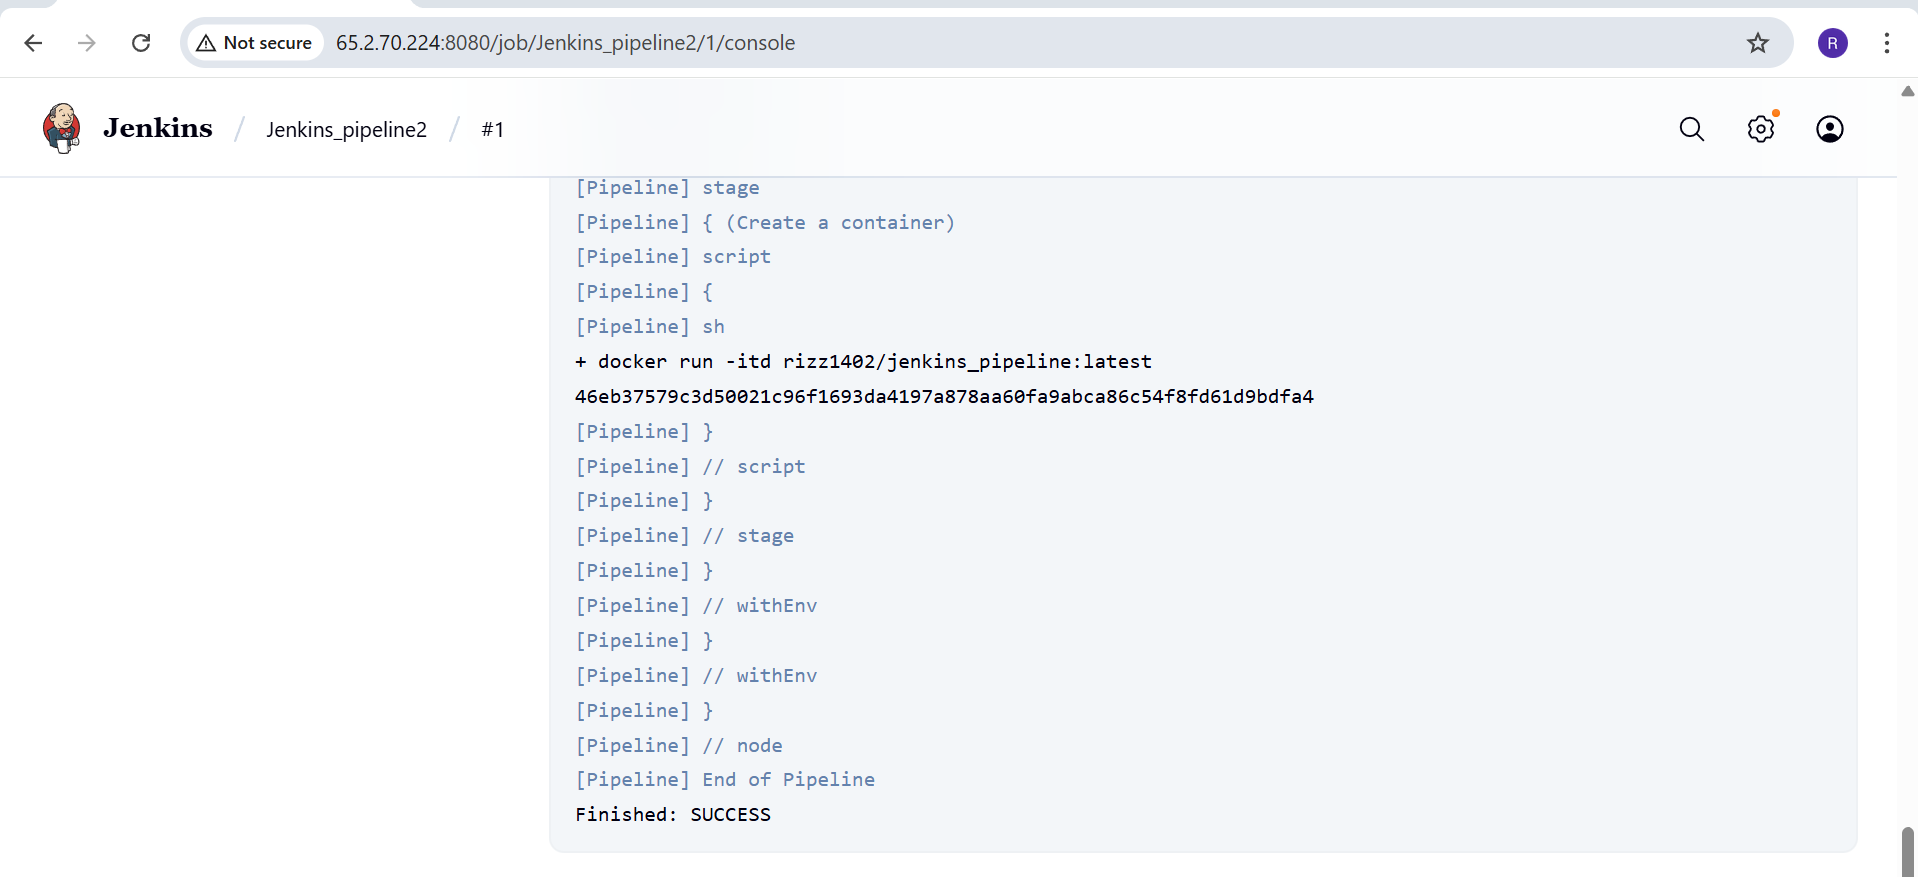 Not secure 65.2.70.224:8080/job/Jenkins_pipeline2/1/console R
Jenkins / Jenkins_pipeline2 / #1
[Pipeline] stage
[Pipeline] { (Create a container)
[Pipeline] script
[Pipeline] {
[Pipeline] sh
+ docker run -itd rizz1402/jenkins_pipeline:latest
46eb37579c3d50021c96f1693da4197a878aa60fa9abca86c54f8fd61d9bdfa4
[Pipeline] }
[Pipeline] // script
[Pipeline] }
[Pipeline] // stage
[Pipeline] }
[Pipeline] // withEnv
[Pipeline] }
[Pipeline] // withEnv
[Pipeline] }
[Pipeline] // node
[Pipeline] End of Pipeline
Finished: SUCCESS